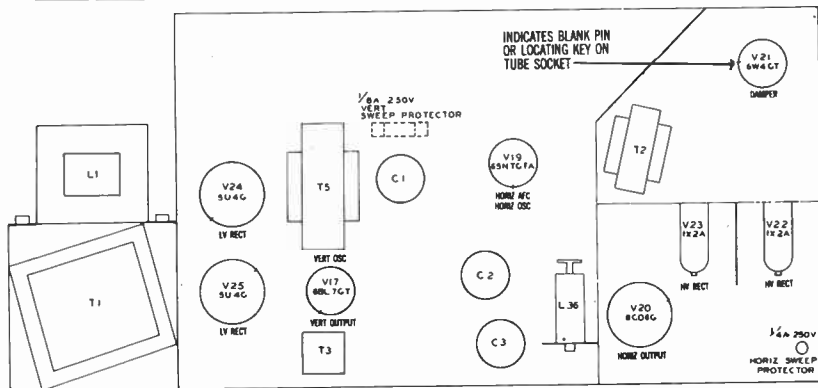 INDICATES BLANK PIN
OR LOCATING KEY ON
TUBE SOCKET
V21
6W4GT
DAMPER
1/8A 250V
VERT
SWEEP PROTECTOR
T2
L1
V24
5U4G
LV RECT
T5
C1
V19
6SN7GTA
HORIZ AFC
HORIZ OSC
V23
1X2A
HV RECT
V22
1X2A
HV RECT
VERT OSC
V17
6BL7GT
VERT OUTPUT
T1
V25
5U4G
LV RECT
C2
L36
V20
6CD6G
HORIZ OUTPUT
T3
C3
1/4A 250V
HORIZ SWEEP
PROTECTOR